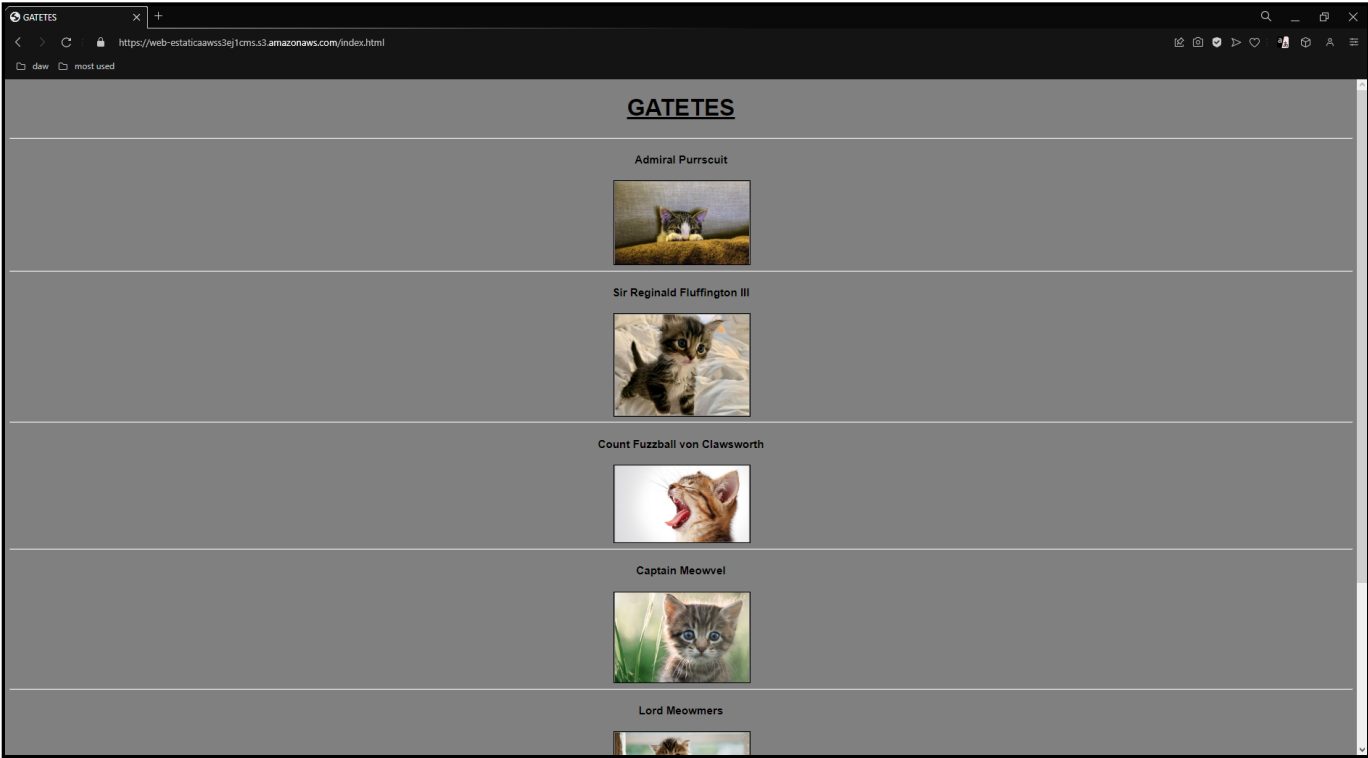 GATETES
https://web-estaticaawss3ej1cms.s3.amazonaws.com/index.html
daw most used
GATETES
Admiral Purrscuit
Sir Reginald Fluffington III
Count Fuzzball von Clawsworth
Captain Meowvel
Lord Meowmers